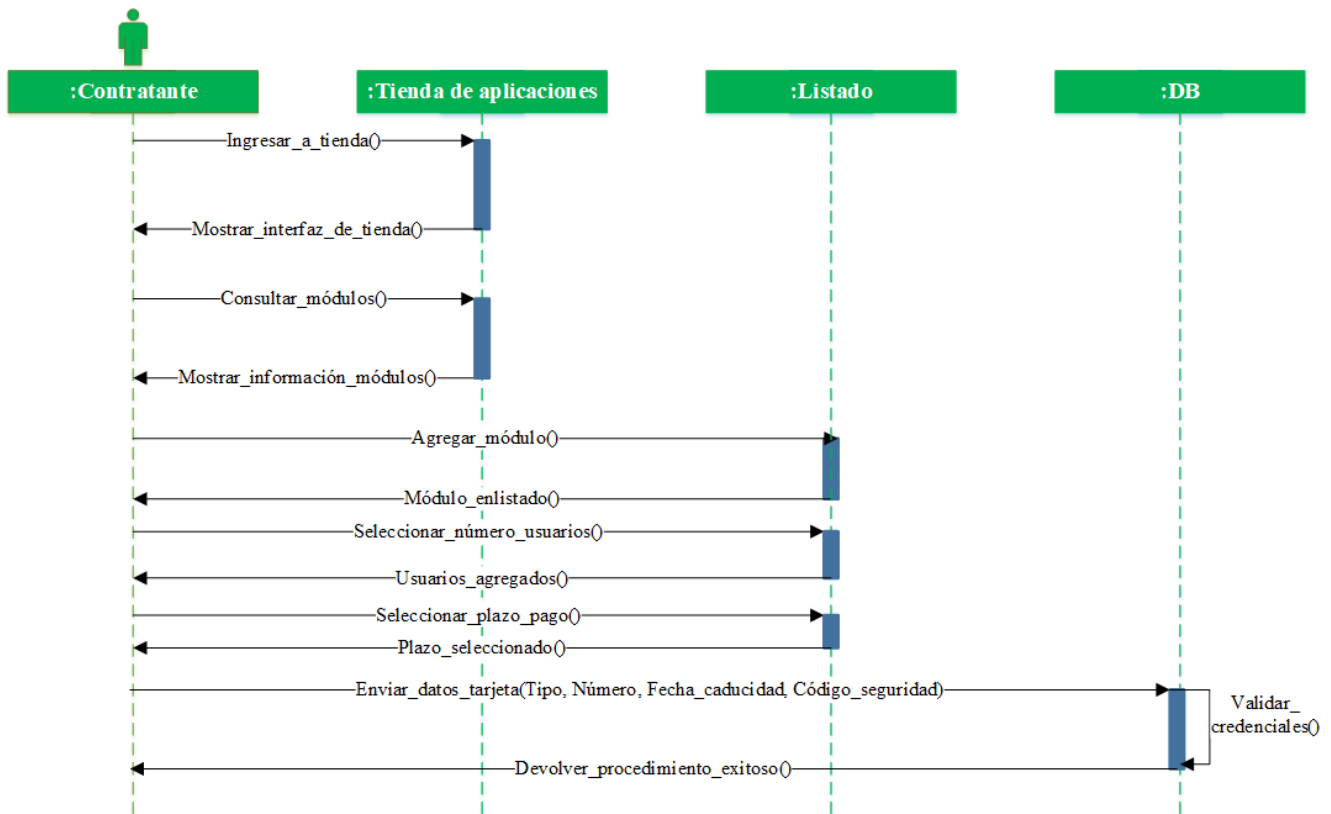 :Contratante
:Tienda de aplicaciones
:Listado
:DB
Ingresar_a_tienda()
Mostrar_interfaz_de_tienda()
Consultar_módulos()
Mostrar_información_módulos()
Agregar_módulo()
Módulo_enlistado()
Seleccionar_número_usuarios()
Usuarios_agregados()
Seleccionar_plazo_pago()
Plazo_seleccionado()
Enviar_datos_tarjeta(Tipo, Número, Fecha_caducidad, Código_seguridad)
Validar_
credenciales()
Devolver_procedimiento_exitoso()